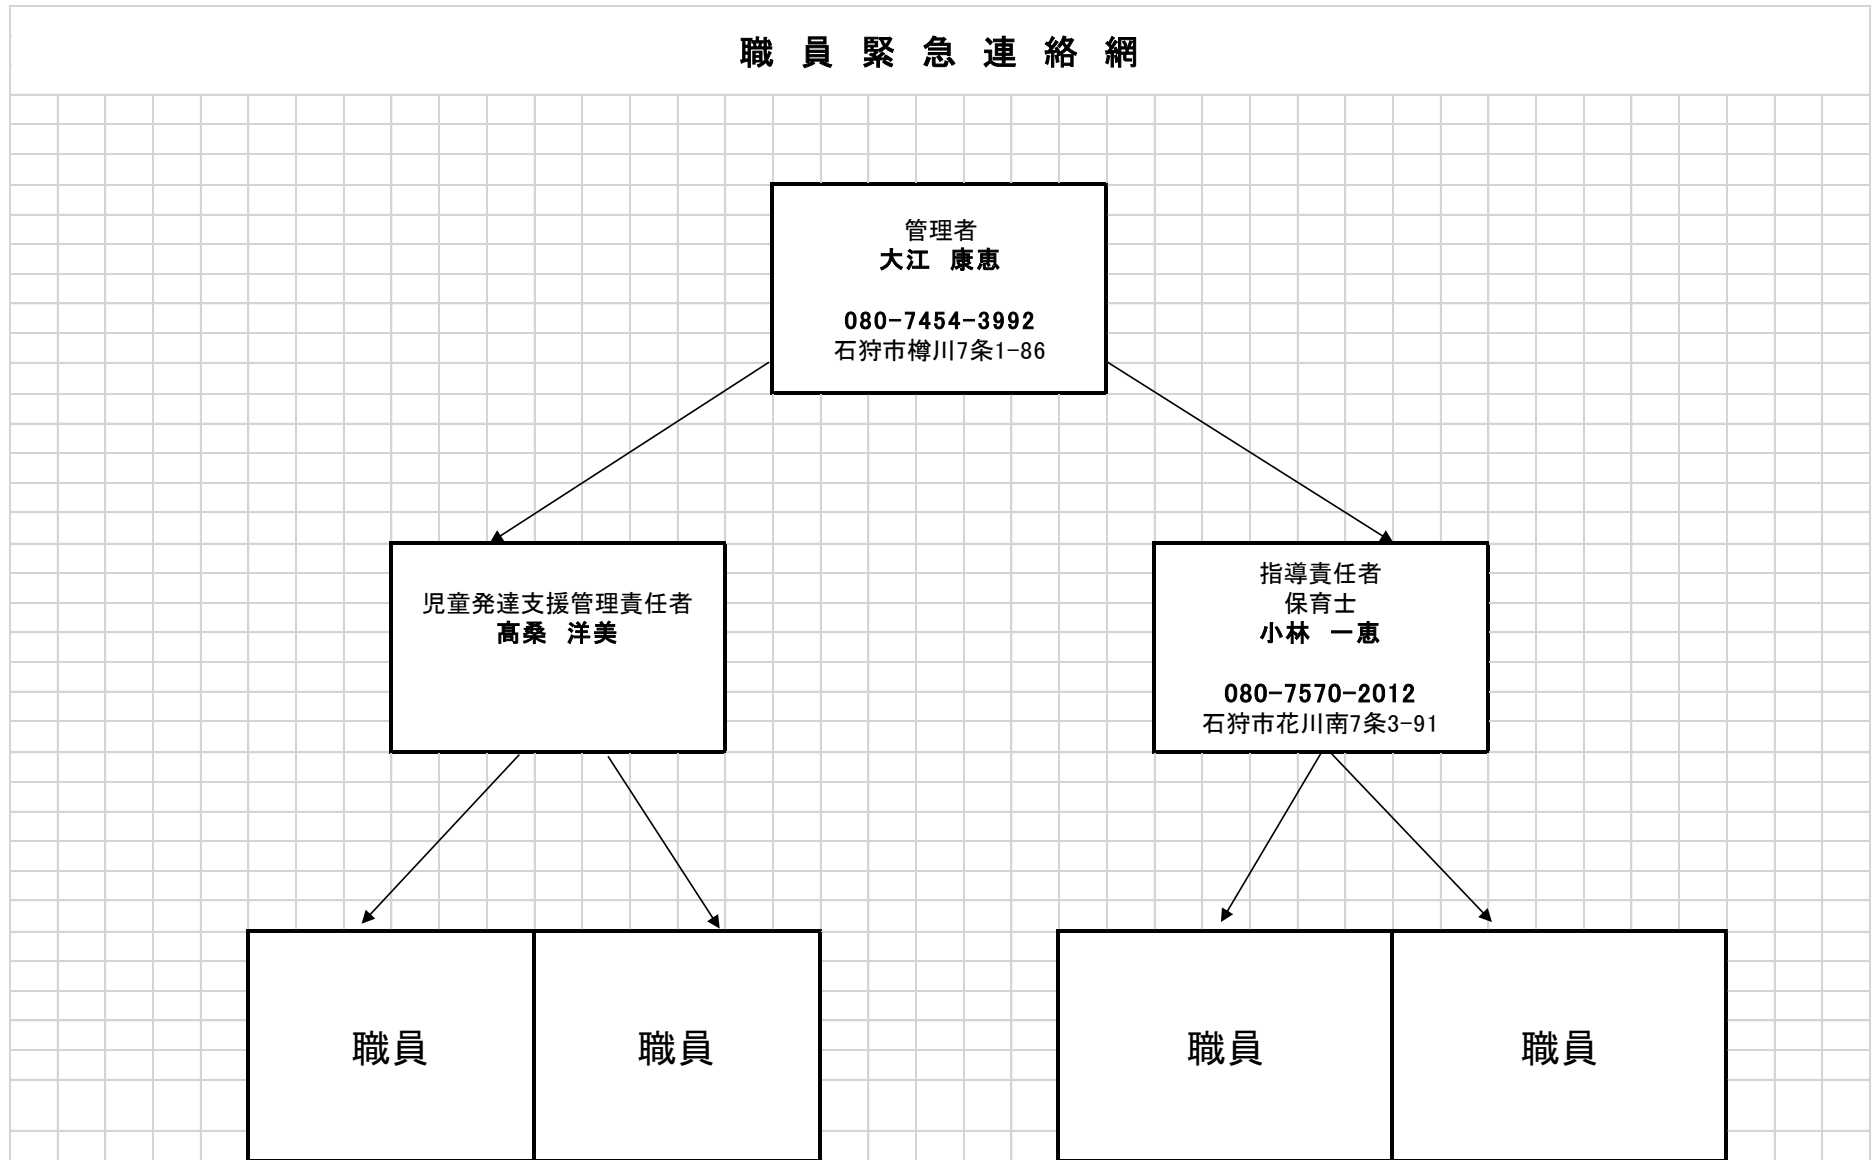 職 員 緊 急 連 絡 網
管理者
大江　康恵
080-7454-3992
石狩市樽川7条1-86
児童発達支援管理責任者
髙桑　洋美
指導責任者
保育士
小林　一恵
080-7570-2012
石狩市花川南7条3-91
職員
職員
職員
職員